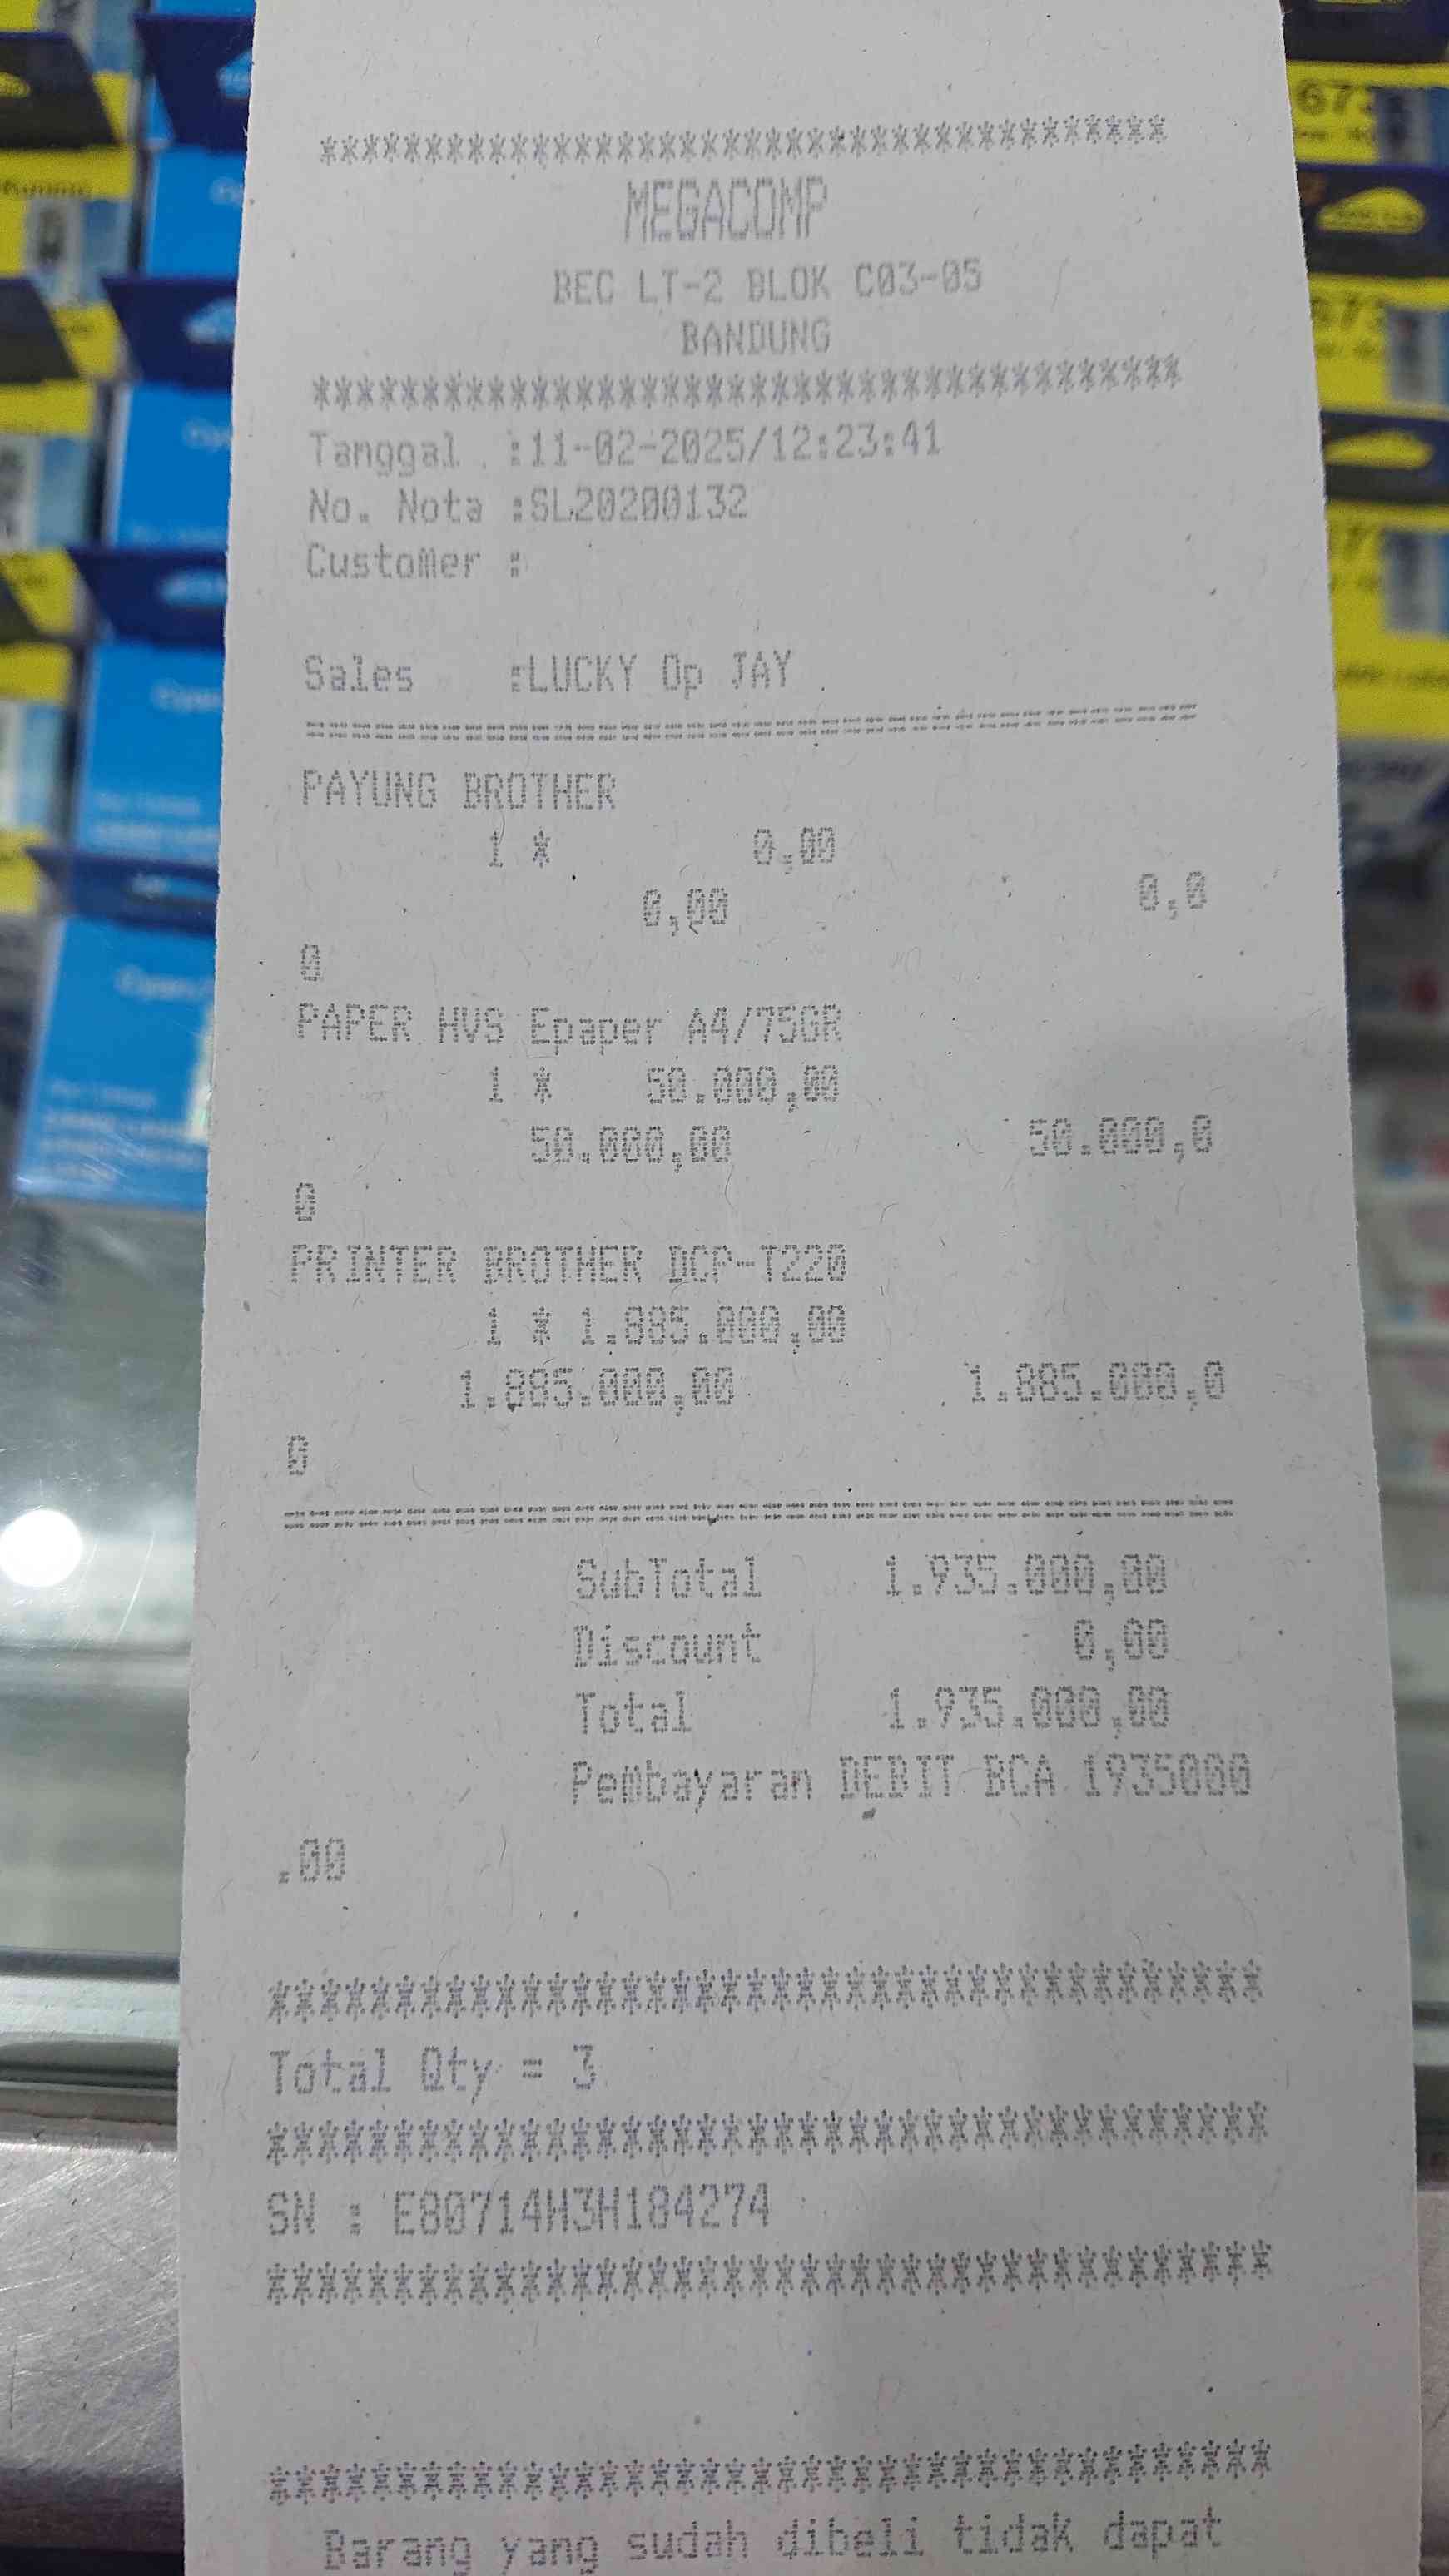 ***************************************
MEGACOMP
BEC LT-2 BLOK C03-05
BANDUNG
***************************************
Tanggal :11-02-2025/12:23:41
No. Nota :SL20200132
Customer :
Sales :LUCKY Op JAY
========================================
PAYUNG BROTHER
1 * 0,00
0,00 0,0
0
PAPER HVS Epaper A4/75GR
1 * 50.000,00
50.000,00 50.000,0
0
PRINTER BROTHER DCP-T220
1 * 1.885.000,00
1.885.000,00 1.885.000,0
0
========================================
SubTotal 1.935.000,00
Discount 0,00
Total 1.935.000,00
Pembayaran DEBIT BCA 1935000
.00
****************************************
Total Qty = 3
****************************************
SN : E80714H3H184274
****************************************
****************************************
Barang yang sudah dibeli tidak dapat